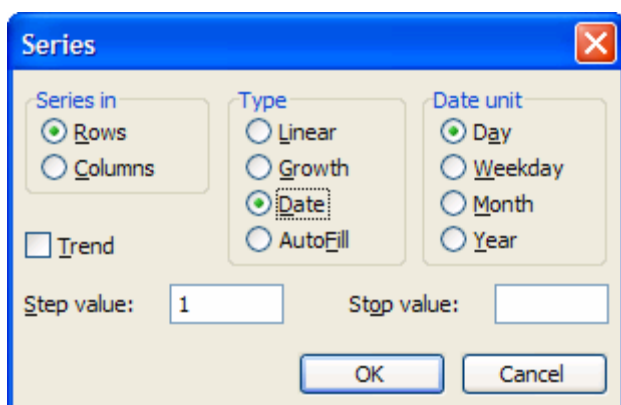 Series
Series in
Rows
Columns
Trend
Type
Linear
Growth
Date
AutoFill
Date unit
Day
Weekday
Month
Year
Step value: 1
Stop value:
OK
Cancel